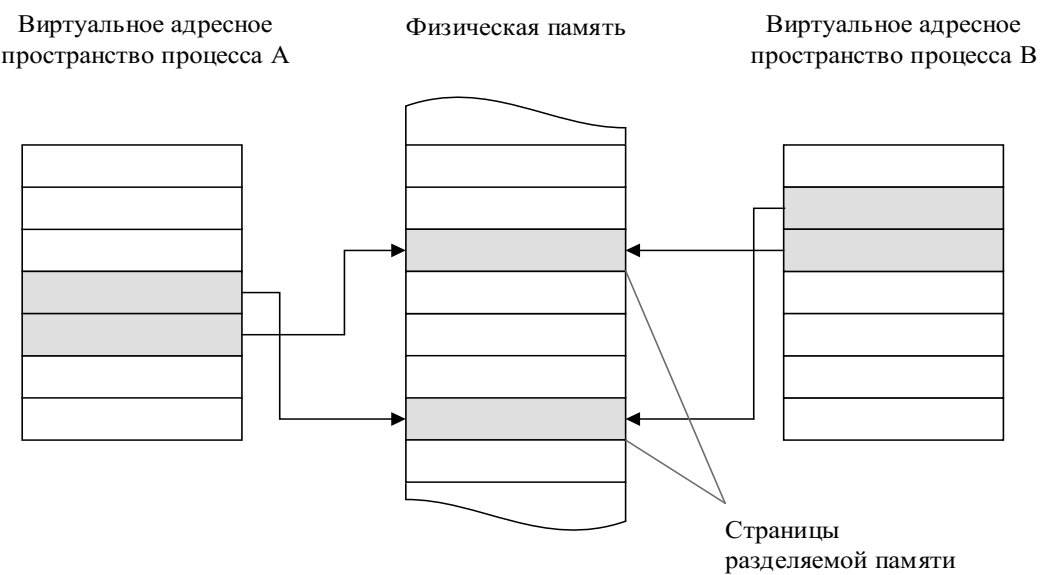 Виртуальное адресное
пространство процесса А
Физическая память
Виртуальное адресное
пространство процесса В
Страницы
разделяемой памяти